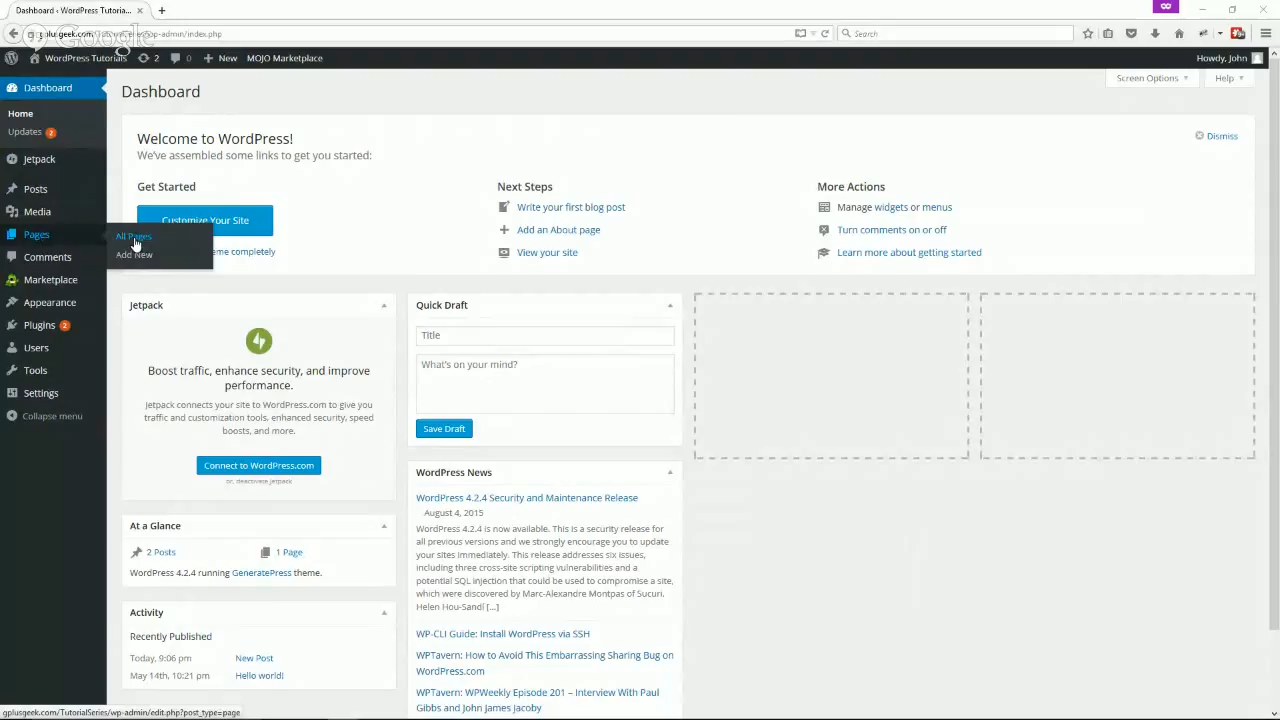 Dashboard ‹ WordPress Tutoria...
gplusgeek.com/TutorialSeries/wp-admin/index.php
Google
Search
WordPress Tutorials
2
0
New
MOJO Marketplace
Howdy, John
Dashboard
Home
Updates 2
Jetpack
Posts
Media
Pages
All Pages
Add New
Comments
Marketplace
Appearance
Plugins 2
Users
Tools
Settings
Collapse menu
Dashboard
Screen Options
Help
Welcome to WordPress!
We've assembled some links to get you started:
Dismiss
Get Started
Customize Your Site
eme completely
Next Steps
Write your first blog post
Add an About page
View your site
More Actions
Manage widgets or menus
Turn comments on or off
Learn more about getting started
Jetpack
Boost traffic, enhance security, and improve
performance.
Jetpack connects your site to WordPress.com to give you
traffic and customization tools, enhanced security, speed
boosts, and more.
Connect to WordPress.com
or, deactivate Jetpack
At a Glance
2 Posts
1 Page
WordPress 4.2.4 running GeneratePress theme.
Activity
Recently Published
Today, 9:06 pm
New Post
May 14th, 10:21 pm
Hello world!
Quick Draft
Title
What's on your mind?
Save Draft
WordPress News
WordPress 4.2.4 Security and Maintenance Release
August 4, 2015
WordPress 4.2.4 is now available. This is a security release for
all previous versions and we strongly encourage you to update
your sites immediately. This release addresses six issues,
including three cross-site scripting vulnerabilities and a
potential SQL injection that could be used to compromise a site,
which were discovered by Marc-Alexandre Montpas of Sucuri,
Helen Hou-Sandí [...]
WP-CLI Guide: Install WordPress via SSH
WPTavern: How to Avoid This Embarrassing Sharing Bug on
WordPress.com
WPTavern: WPWeekly Episode 201 – Interview With Paul
Gibbs and John James Jacoby
gplusgeek.com/TutorialSeries/wp-admin/edit.php?post_type=page